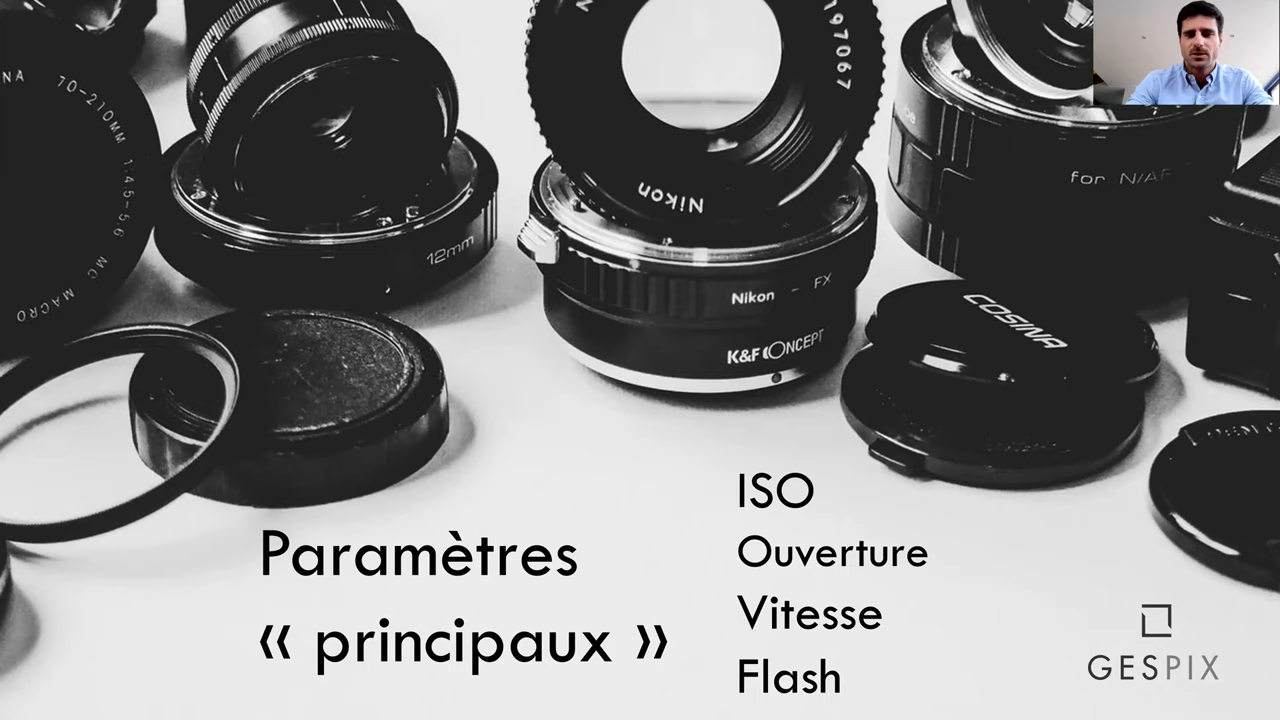 70-210MM 1:4.5-5.6 MC MACRO
12mm
197067
Nikon
Nikon - FX
K&F CONCEPT
for N/AF
COSINA
ISO
Ouverture
Vitesse
Flash
Paramètres
« principaux »
GESPIX